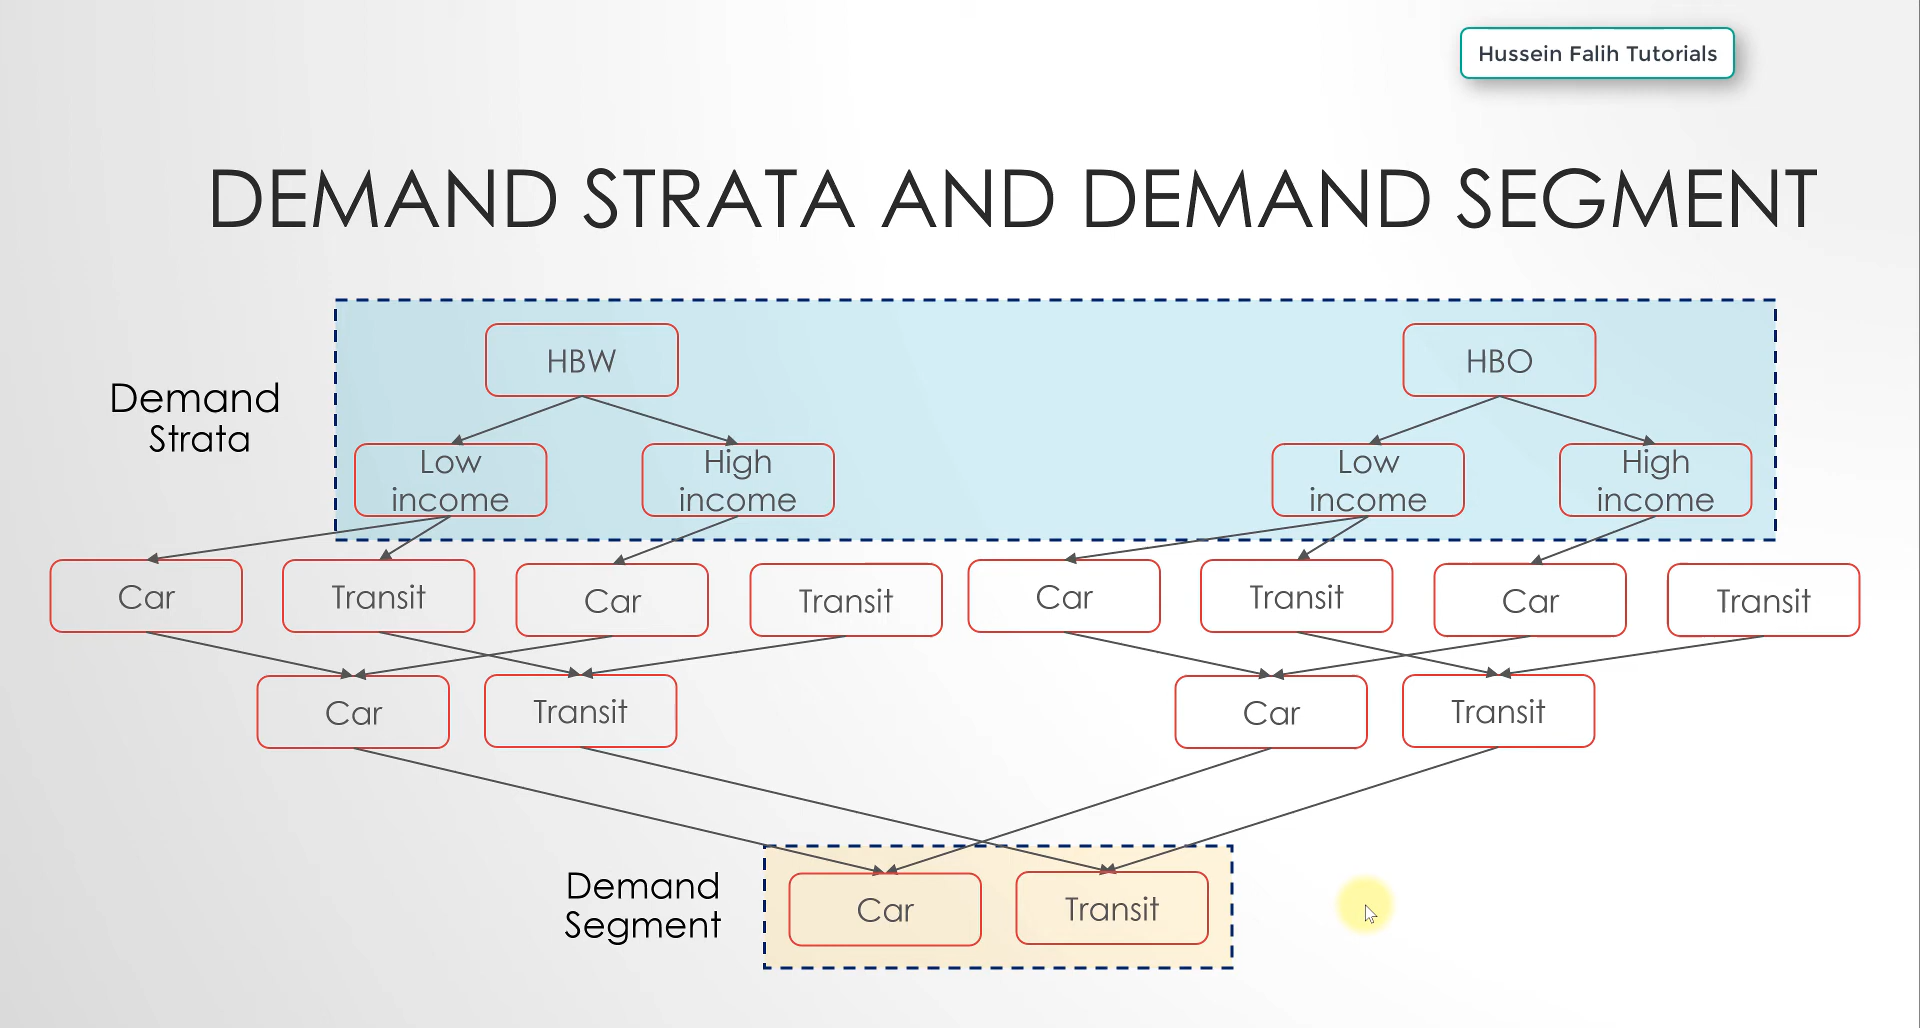 Hussein Falih Tutorials
DEMAND STRATA AND DEMAND SEGMENT
Demand
Strata
HBW
HBO
Low
income
High
income
Low
income
High
income
Car
Transit
Car
Transit
Car
Transit
Car
Transit
Car
Transit
Car
Transit
Demand
Segment
Car
Transit